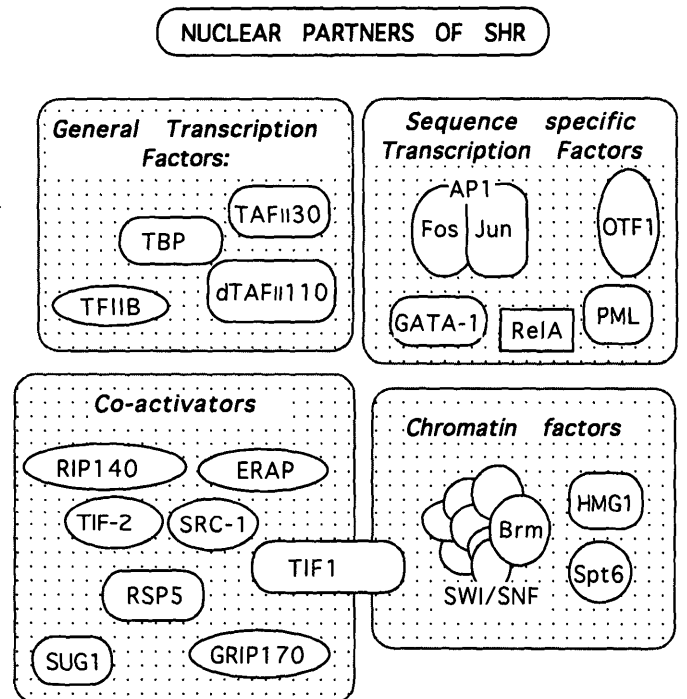 NUCLEAR PARTNERS OF SHR
General Transcription
Factors:
TAFII30
TBP
dTAFII110
TFIIB
Sequence specific
Transcription Factors
AP1
Fos Jun
OTF1
GATA-1
RelA
PML
Co-activators
RIP140
ERAP
TIF-2
SRC-1
TIF1
RSP5
SUG1
GRIP170
Chromatin factors
HMG1
Brm
Spt6
SWI/SNF